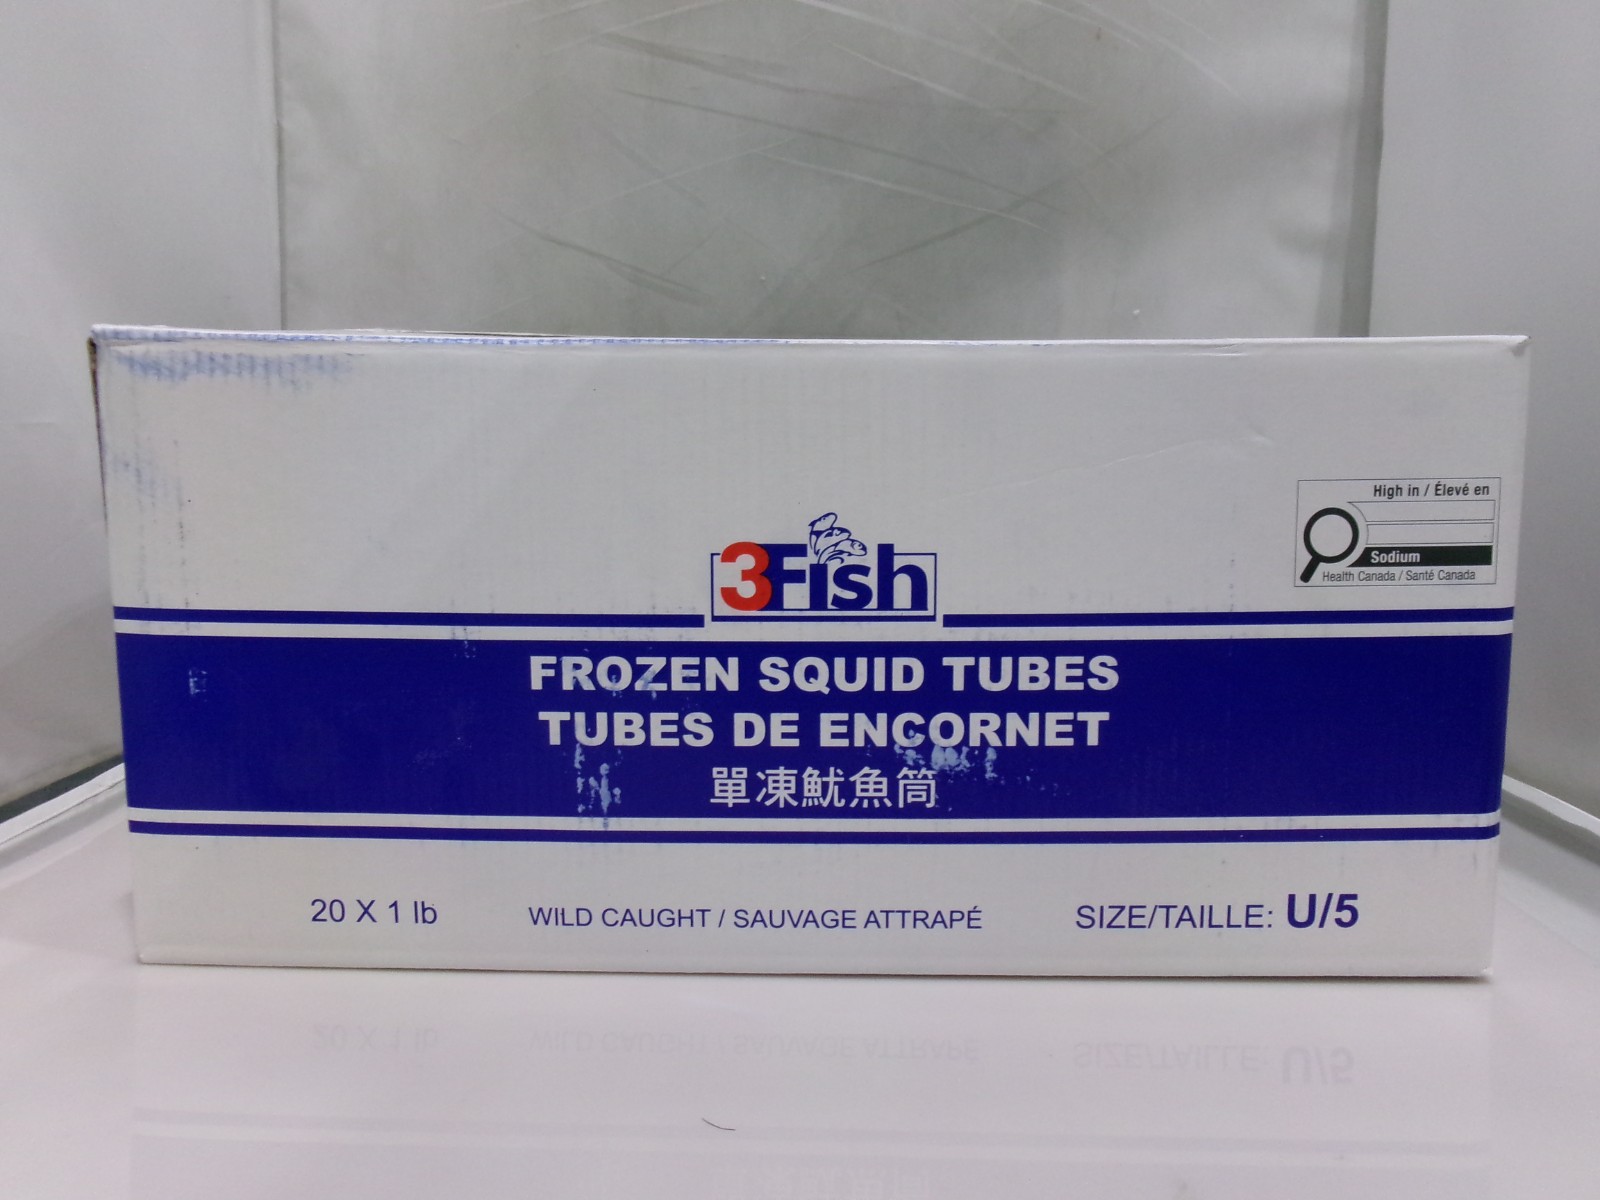 3Fish
High in / Élevé en
Sodium
Health Canada / Santé Canada
FROZEN SQUID TUBES
TUBES DE ENCORNET
單凍魷魚筒
20 X 1 lb
WILD CAUGHT / SAUVAGE ATTRAPÉ
SIZE/TAILLE: U/5